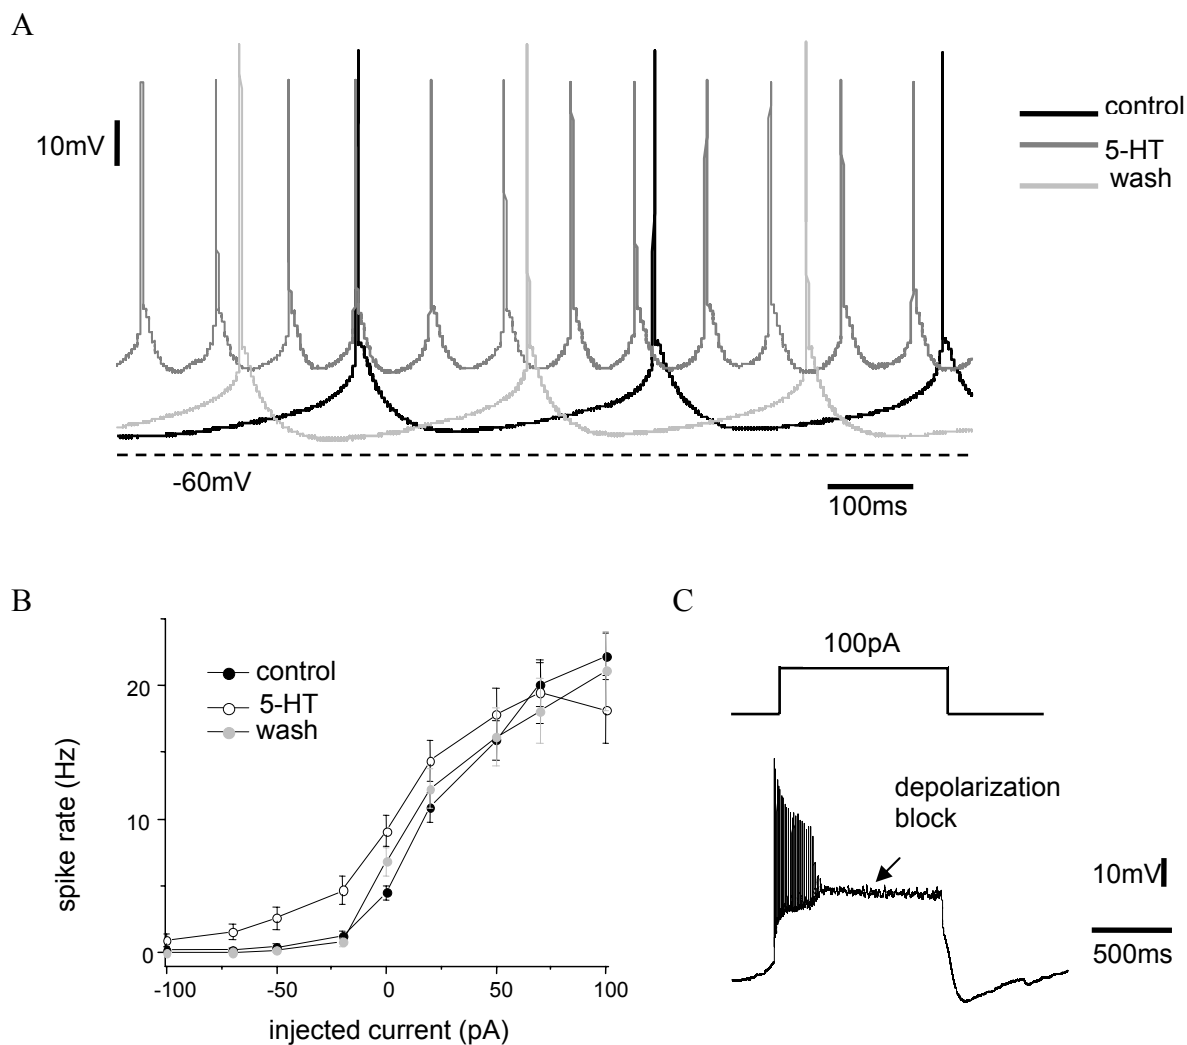 A
10mV
control
5-HT
wash
-60mV
100ms
B
control
5-HT
wash
20
10
0
spike rate (Hz)
-100 -50 0 50 100
injected current (pA)
C
100pA
depolarization
block
10mV
500ms